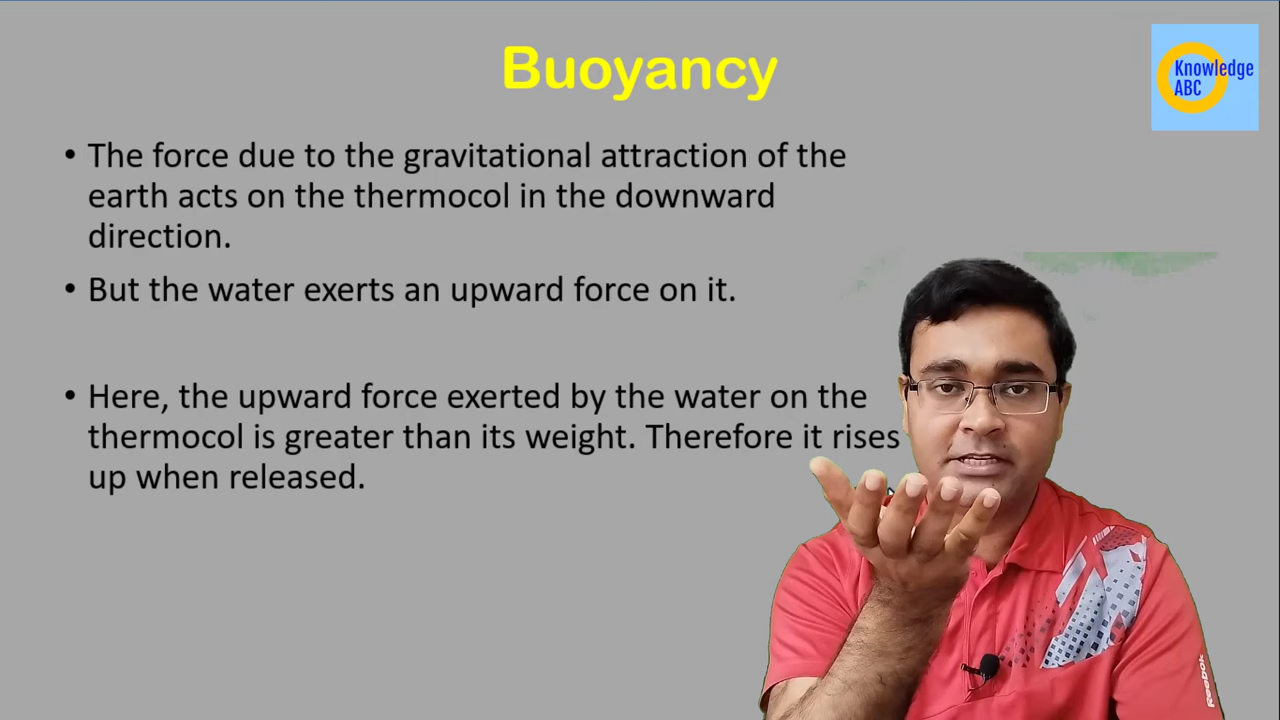 Buoyancy
Knowledge
ABC
• The force due to the gravitational attraction of the
earth acts on the thermocol in the downward
direction.
• But the water exerts an upward force on it.
• Here, the upward force exerted by the water on the
thermocol is greater than its weight. Therefore it rises
up when released.
Reebok